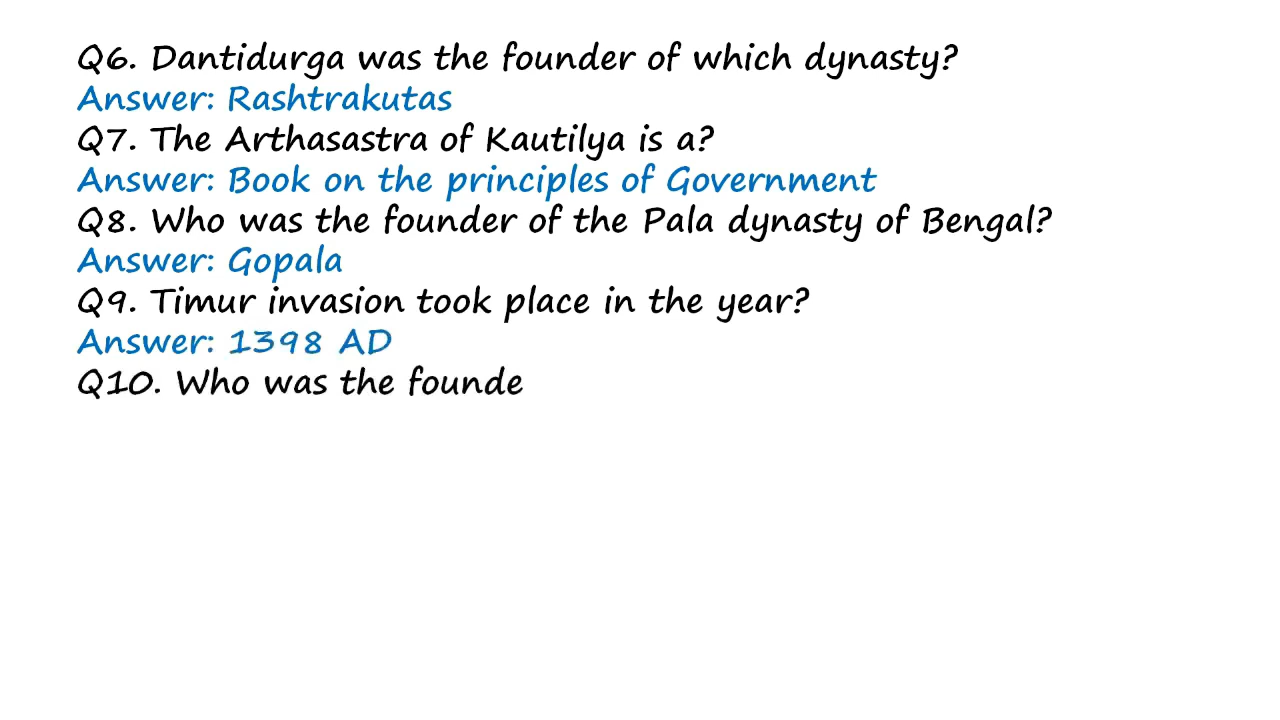 Q6. Dantidurga was the founder of which dynasty?
Answer: Rashtrakutas
Q7. The Arthasastra of Kautilya is a?
Answer: Book on the principles of Government
Q8. Who was the founder of the Pala dynasty of Bengal?
Answer: Gopala
Q9. Timur invasion took place in the year?
Answer: 1398 AD
Q10. Who was the founde